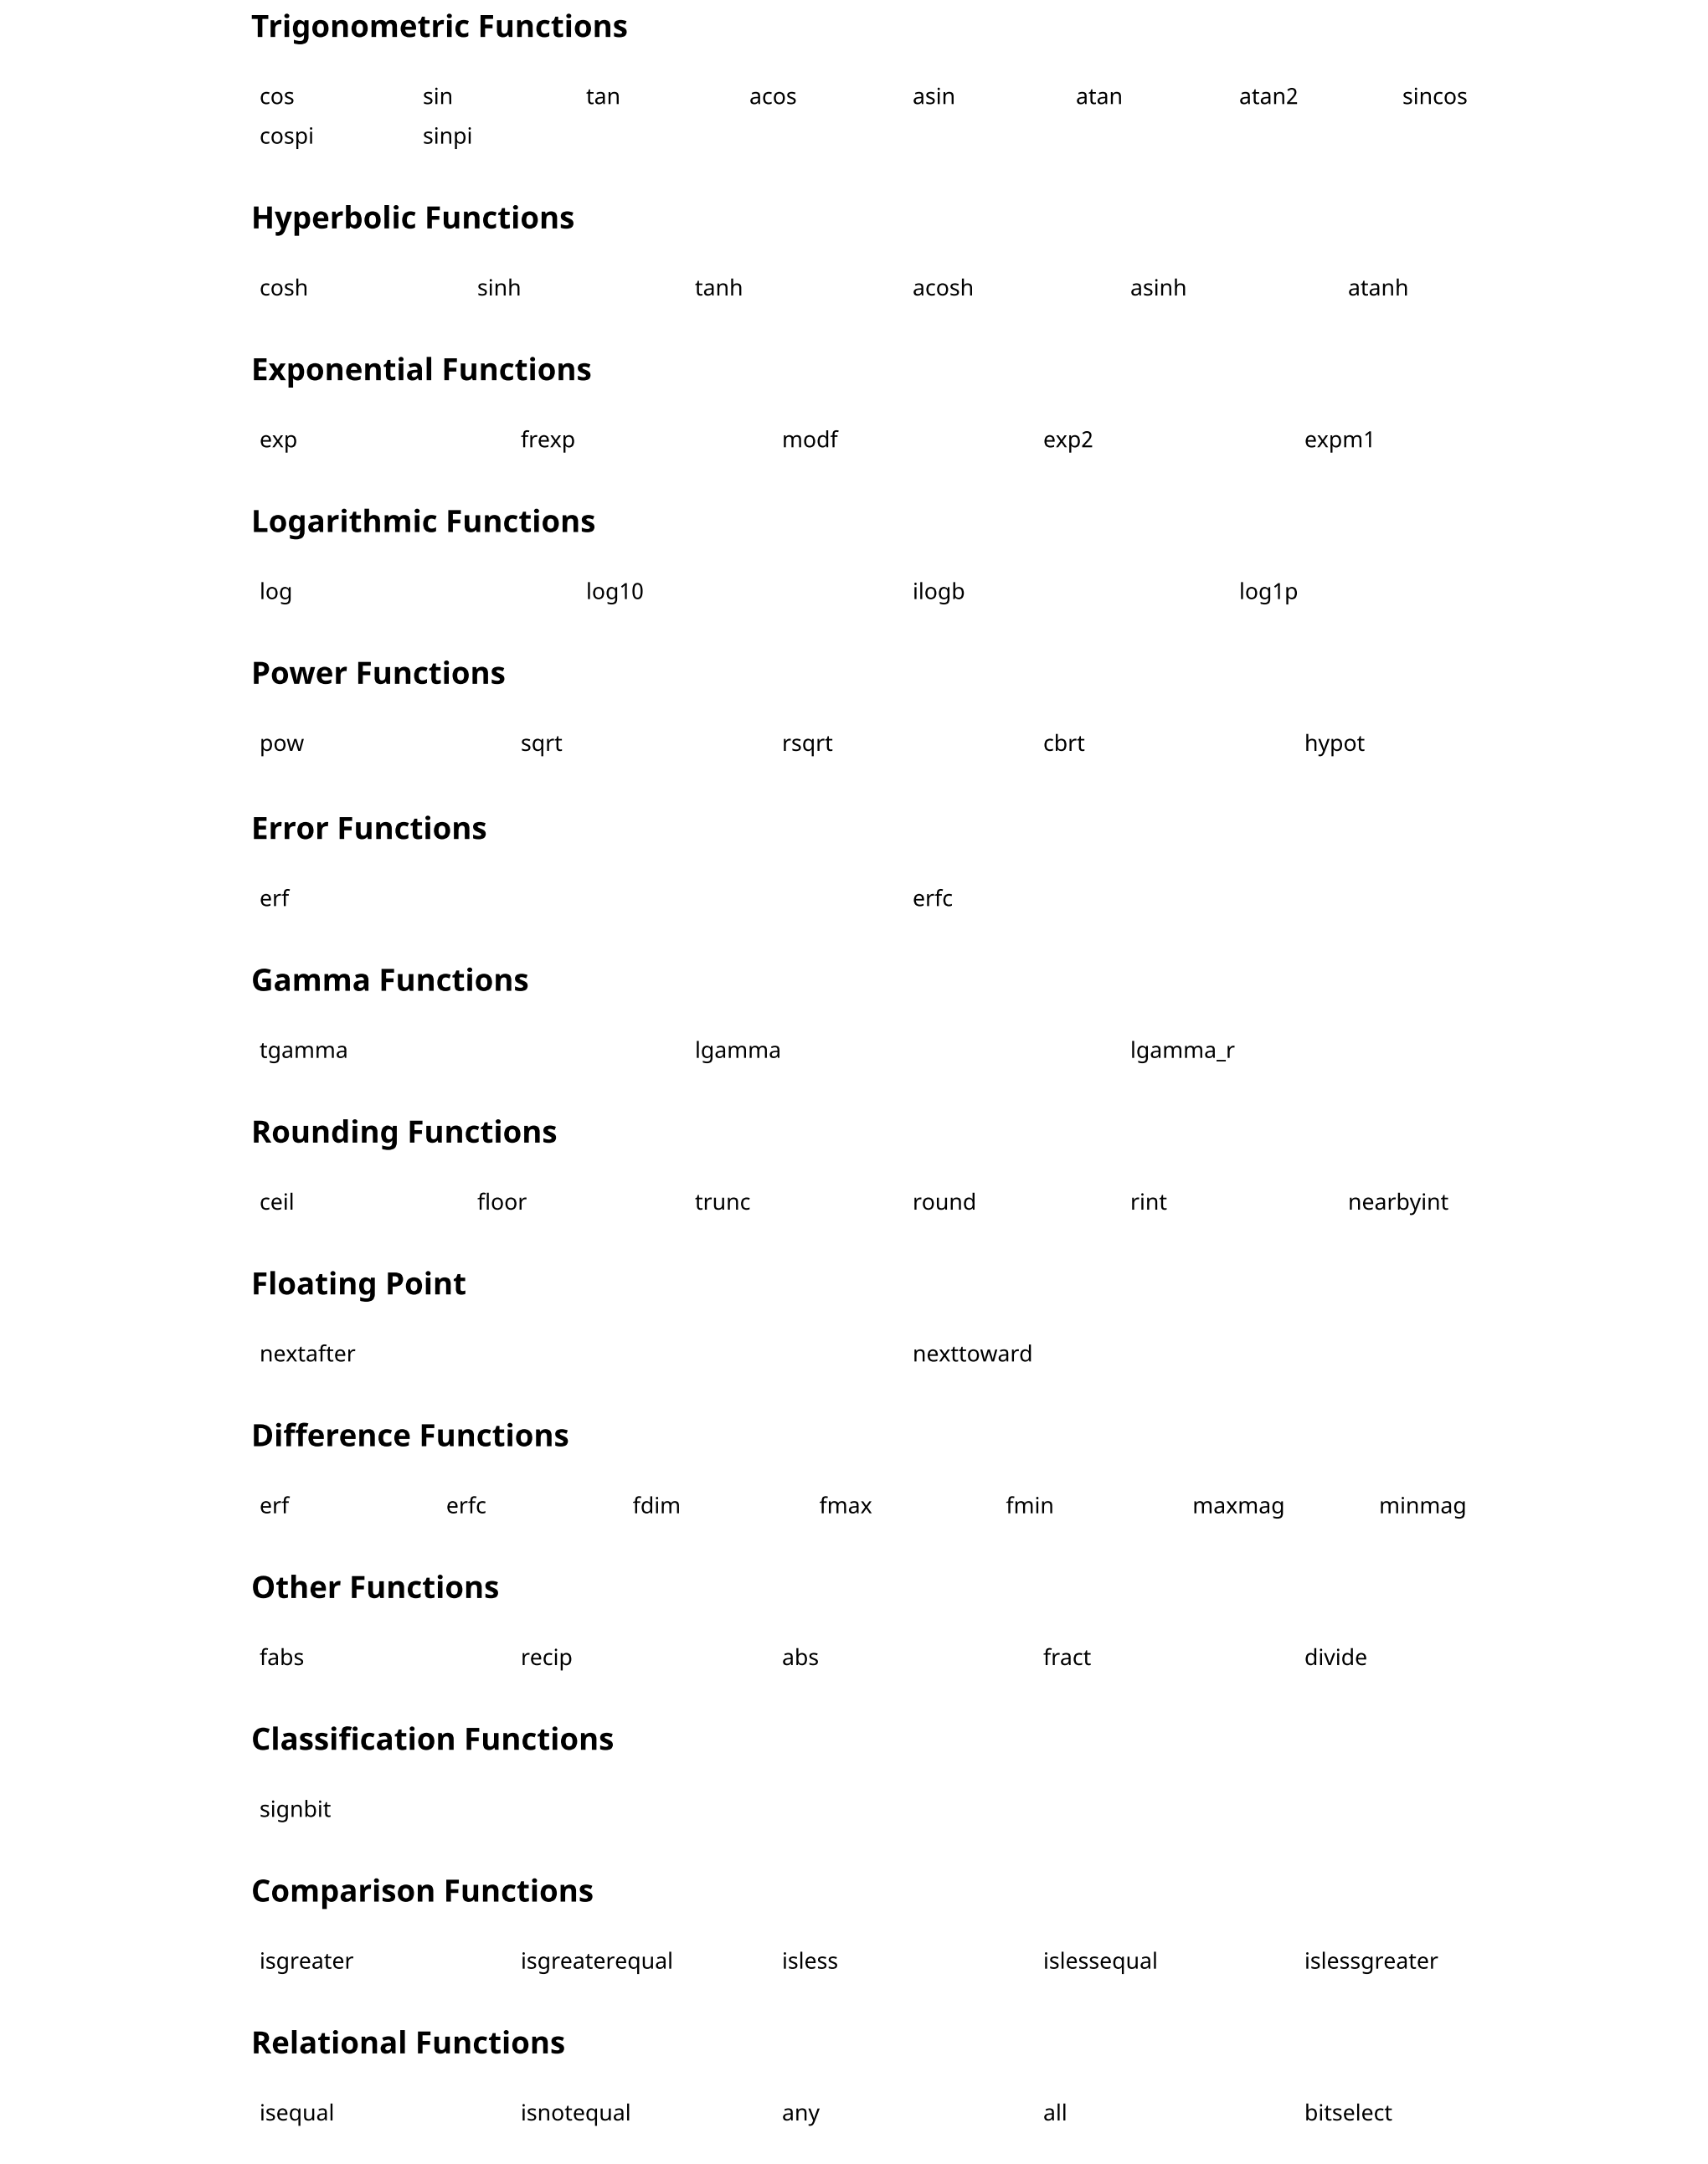 Trigonometric Functions
cos sin tan acos asin atan atan2 sincos
cospi sinpi
Hyperbolic Functions
cosh sinh tanh acosh asinh atanh
Exponential Functions
exp frexp modf exp2 expm1
Logarithmic Functions
log log10 ilogb log1p
Power Functions
pow sqrt rsqrt cbrt hypot
Error Functions
erf erfc
Gamma Functions
tgamma lgamma lgamma_r
Rounding Functions
ceil floor trunc round rint nearbyint
Floating Point
nextafter nexttoward
Difference Functions
erf erfc fdim fmax fmin maxmag minmag
Other Functions
fabs recip abs fract divide
Classification Functions
signbit
Comparison Functions
isgreater isgreaterequal isless islessequal islessgreater
Relational Functions
isequal isnotequal any all bitselect